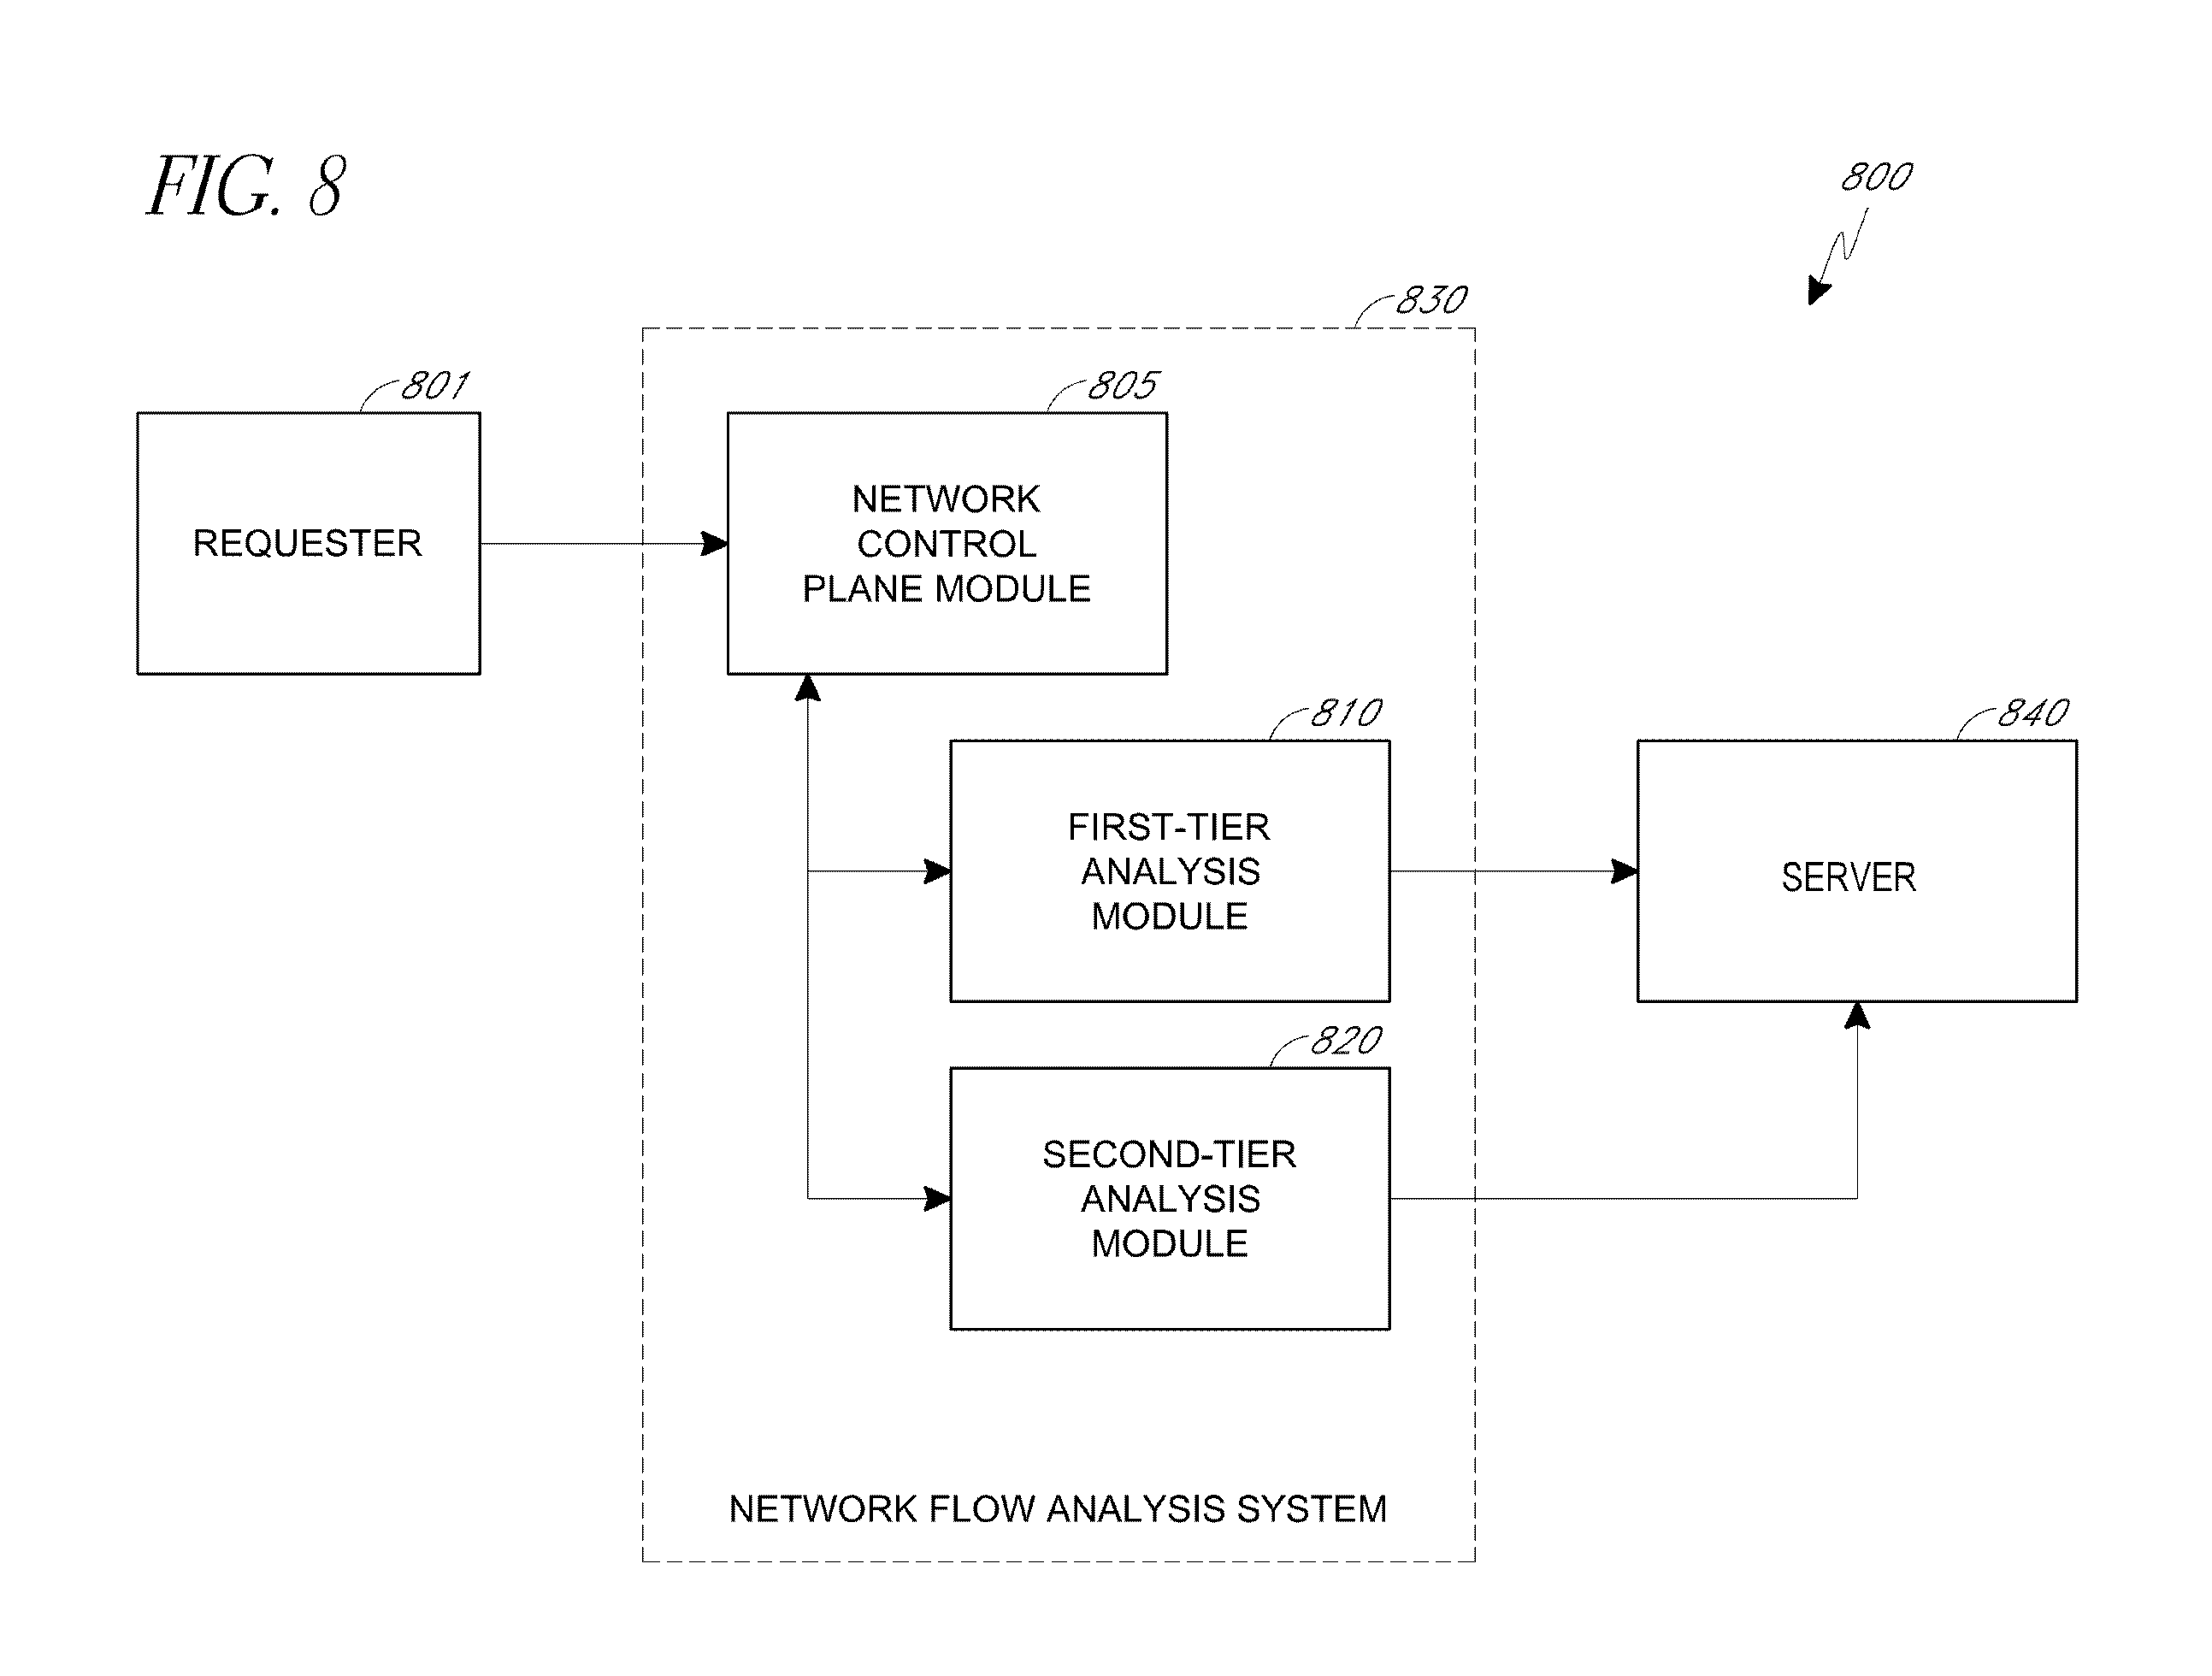 FIG. 8
800
830
801
805
REQUESTER
NETWORK
CONTROL
PLANE MODULE
810
840
FIRST-TIER
ANALYSIS
MODULE
SERVER
820
SECOND-TIER
ANALYSIS
MODULE
NETWORK FLOW ANALYSIS SYSTEM